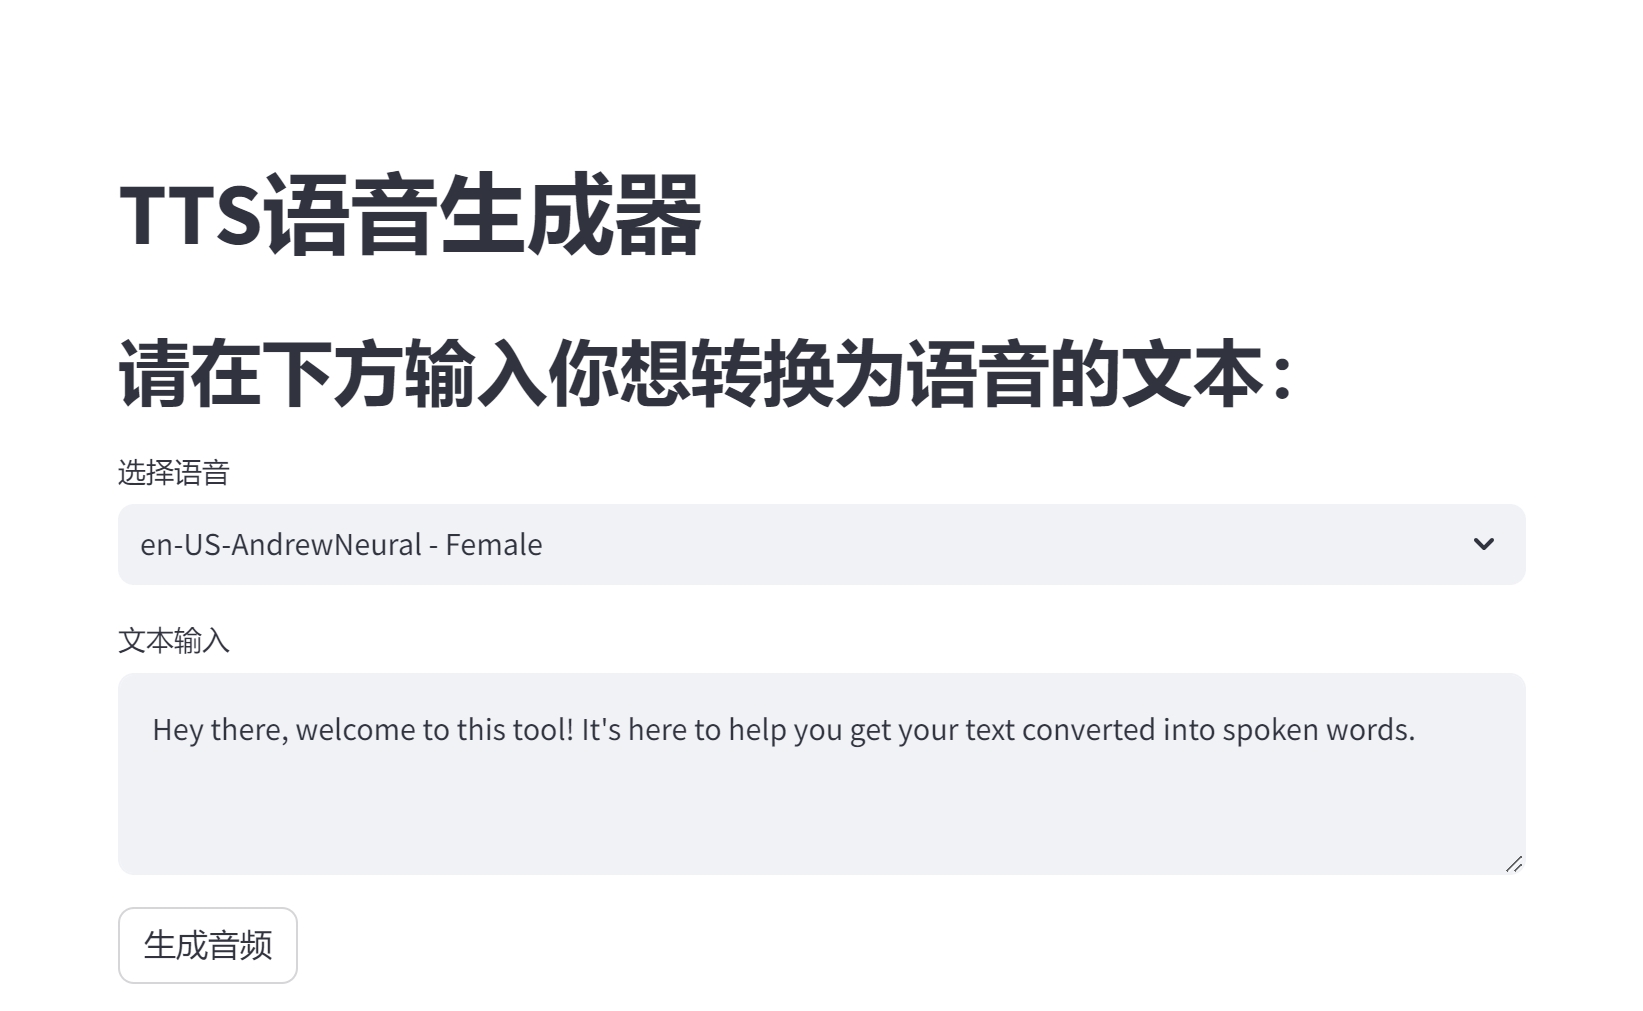 TTS语音生成器
请在下方输入你想转换为语音的文本：
选择语音
en-US-AndrewNeural - Female
文本输入
Hey there, welcome to this tool! It's here to help you get your text converted into spoken words.
生成音频